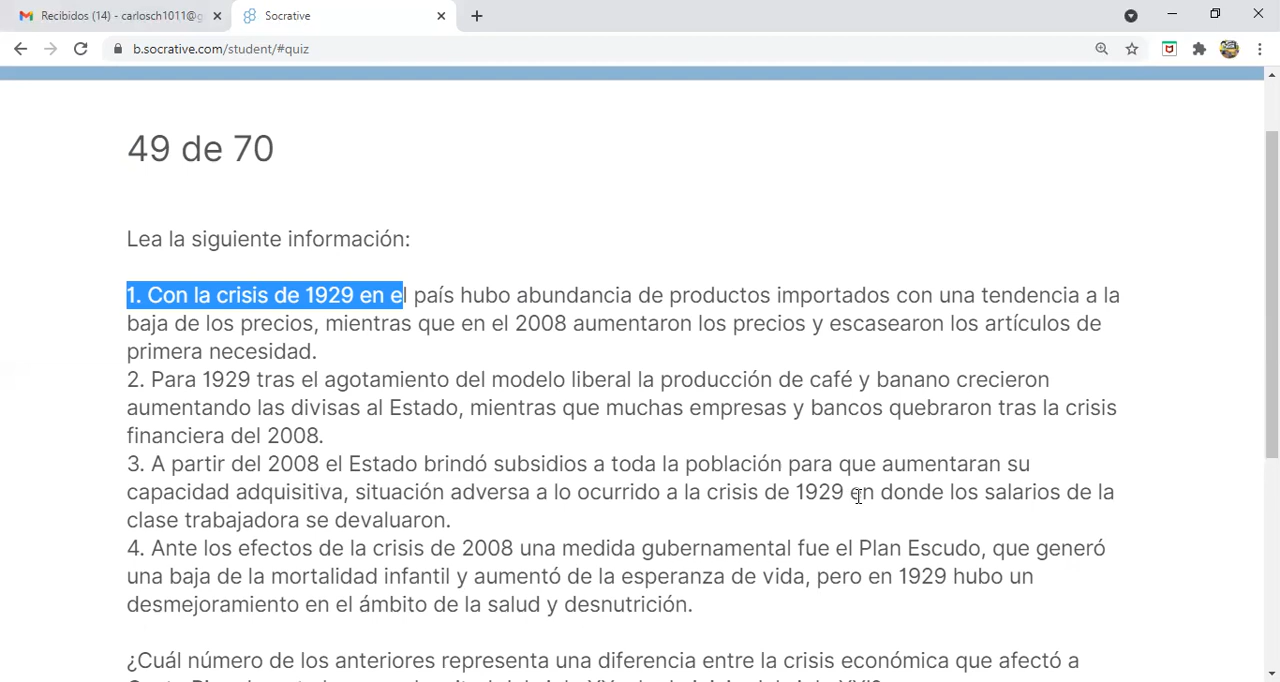 Recibidos (14) - carlosch1011@g
Socrative
b.socrative.com/student/#quiz
49 de 70
Lea la siguiente información:
1. Con la crisis de 1929 en el país hubo abundancia de productos importados con una tendencia a la
baja de los precios, mientras que en el 2008 aumentaron los precios y escasearon los artículos de
primera necesidad.
2. Para 1929 tras el agotamiento del modelo liberal la producción de café y banano crecieron
aumentando las divisas al Estado, mientras que muchas empresas y bancos quebraron tras la crisis
financiera del 2008.
3. A partir del 2008 el Estado brindó subsidios a toda la población para que aumentaran su
capacidad adquisitiva, situación adversa a lo ocurrido a la crisis de 1929 en donde los salarios de la
clase trabajadora se devaluaron.
4. Ante los efectos de la crisis de 2008 una medida gubernamental fue el Plan Escudo, que generó
una baja de la mortalidad infantil y aumentó de la esperanza de vida, pero en 1929 hubo un
desmejoramiento en el ámbito de la salud y desnutrición.
¿Cuál número de los anteriores representa una diferencia entre la crisis económica que afectó a